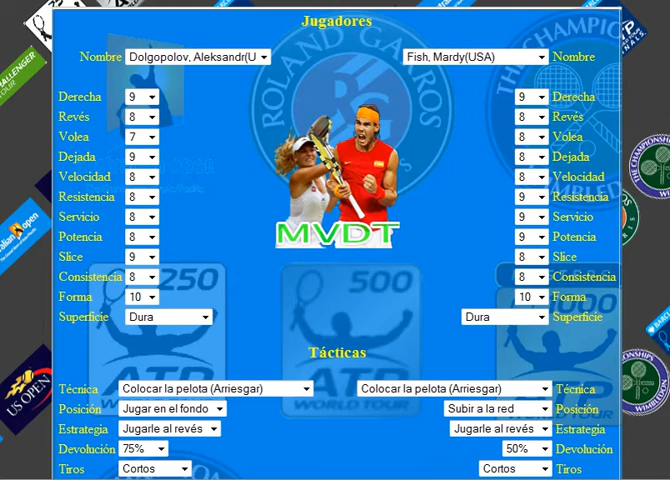 Jugadores
Nombre Dolgopolov, Aleksandr(U Fish, Mardy(USA) Nombre
Derecha 9 9 Derecha
Revés 8 8 Revés
Volea 7 8 Volea
Dejada 9 8 Dejada
Velocidad 8 8 Velocidad
Resistencia 8 9 Resistencia
Servicio 8 9 Servicio
Potencia 8 9 Potencia
Slice 9 8 Slice
Consistencia 8 8 Consistencia
Forma 10 10 Forma
Superficie Dura Dura Superficie
MVDT
ROLAND GARROS
THE CHAMPIONSHIPS
WIMBLEDON
250
500
ATP
WORLD TOUR
US OPEN
Tácticas
Técnica Colocar la pelota (Arriesgar) Colocar la pelota (Arriesgar) Técnica
Posición Jugar en el fondo Subir a la red Posición
Estrategia Jugarle al revés Jugarle al revés Estrategia
Devolución 75% 50% Devolución
Tiros Cortos Cortos Tiros